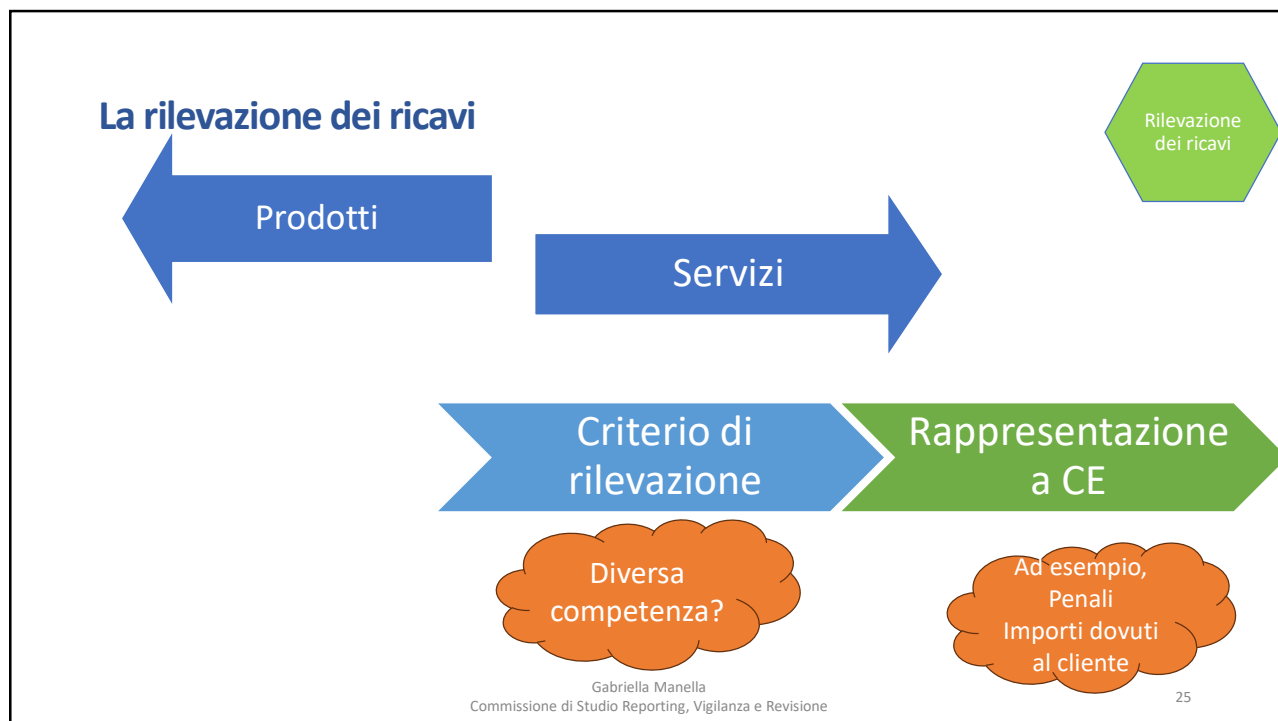 La rilevazione dei ricavi
Rilevazione
dei ricavi
Prodotti
Servizi
Criterio di
rilevazione
Rappresentazione
a CE
Diversa
competenza?
Ad esempio,
Penali
Importi dovuti
al cliente
Gabriella Manella
Commissione di Studio Reporting, Vigilanza e Revisione
25